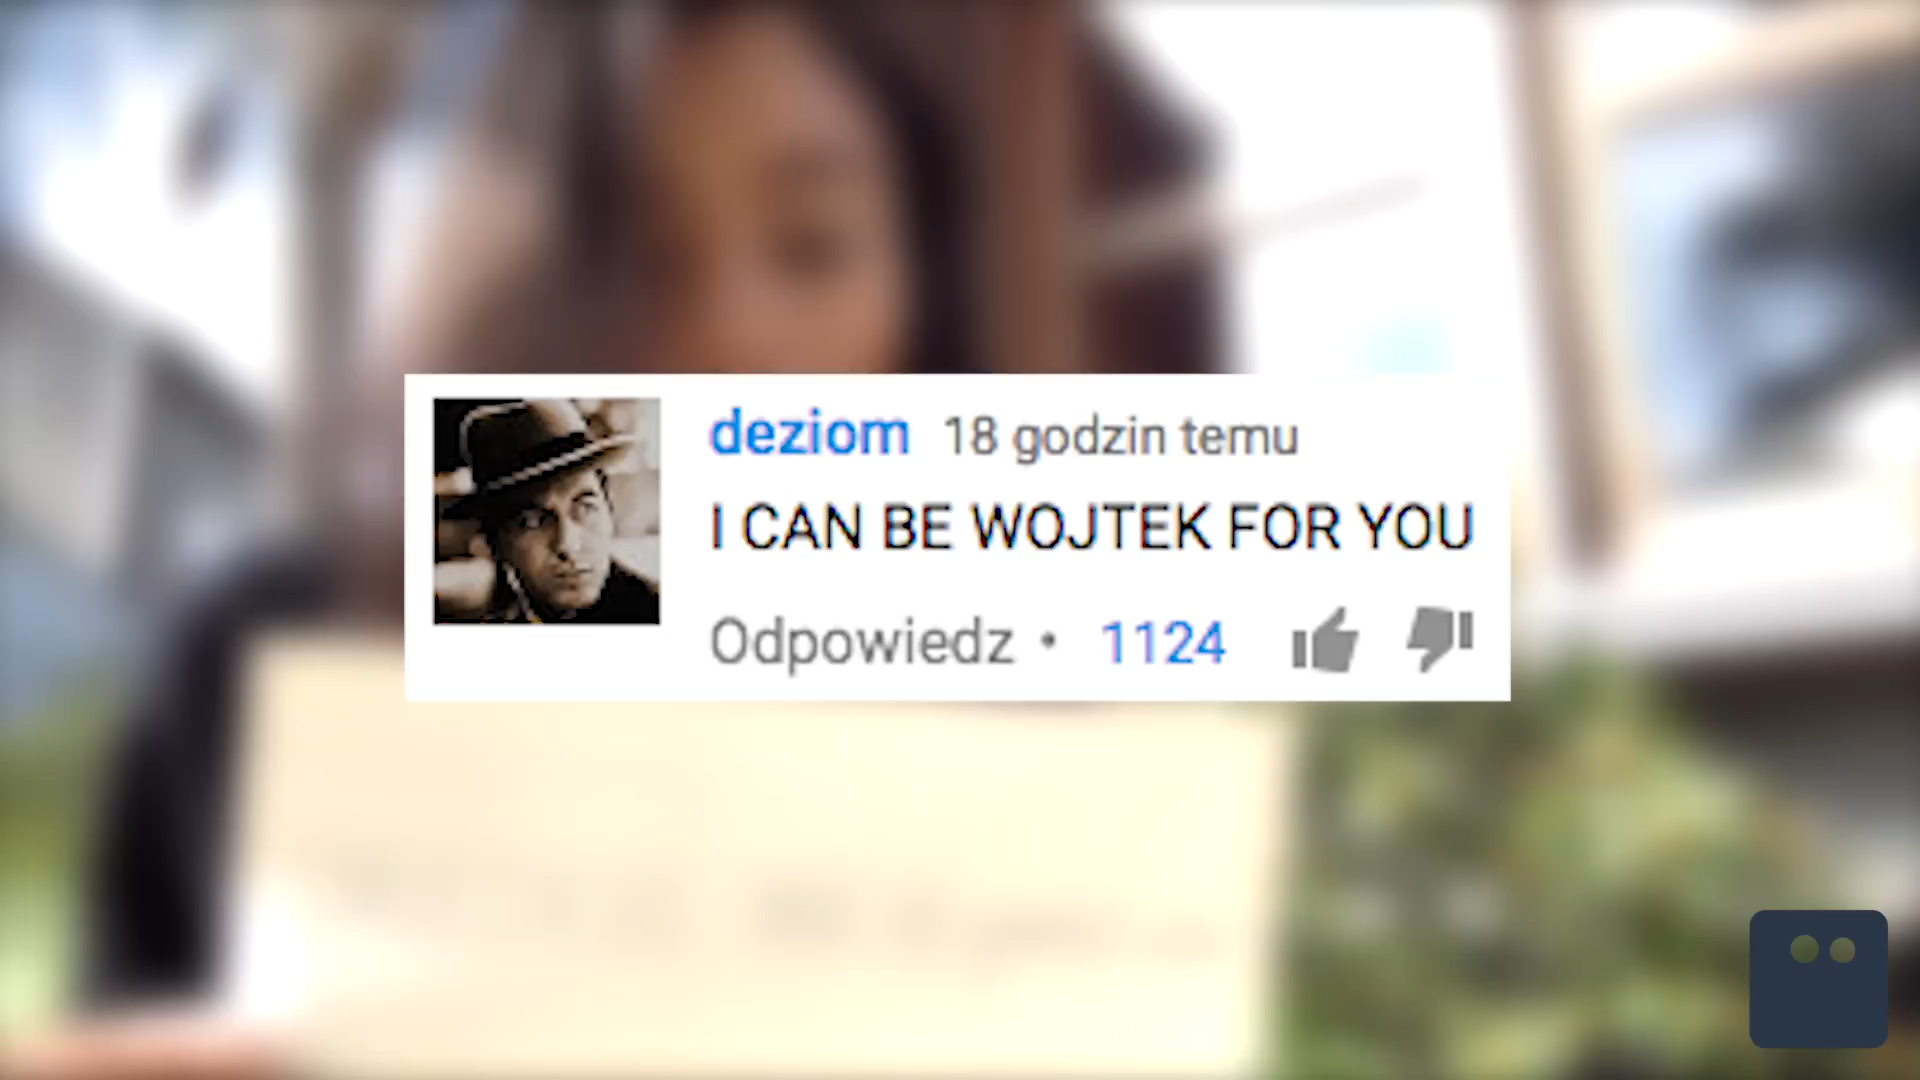 deziom 18 godzin temu
I CAN BE WOJTEK FOR YOU
Odpowiedz • 1124